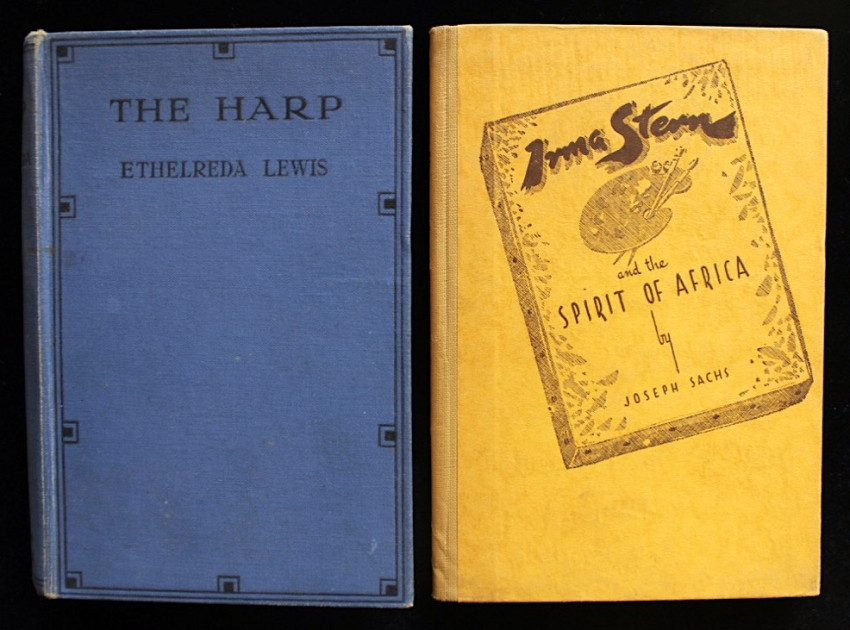 THE HARP
ETHELREDA LEWIS
Irma Stern
and the
SPIRIT OF AFRICA
by
JOSEPH SACHS